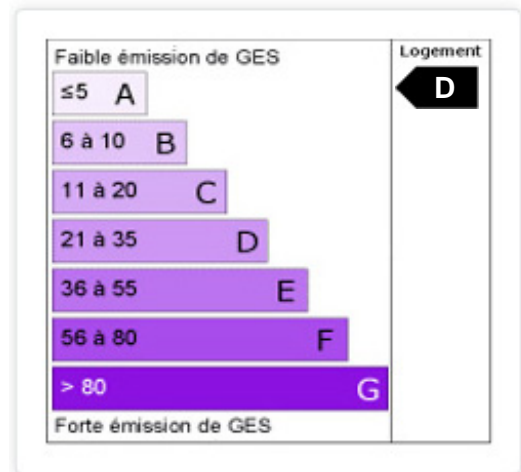 Faible émission de GES
Logement
≤5 A
D
6 à 10 B
11 à 20 C
21 à 35 D
36 à 55 E
56 à 80 F
> 80 G
Forte émission de GES